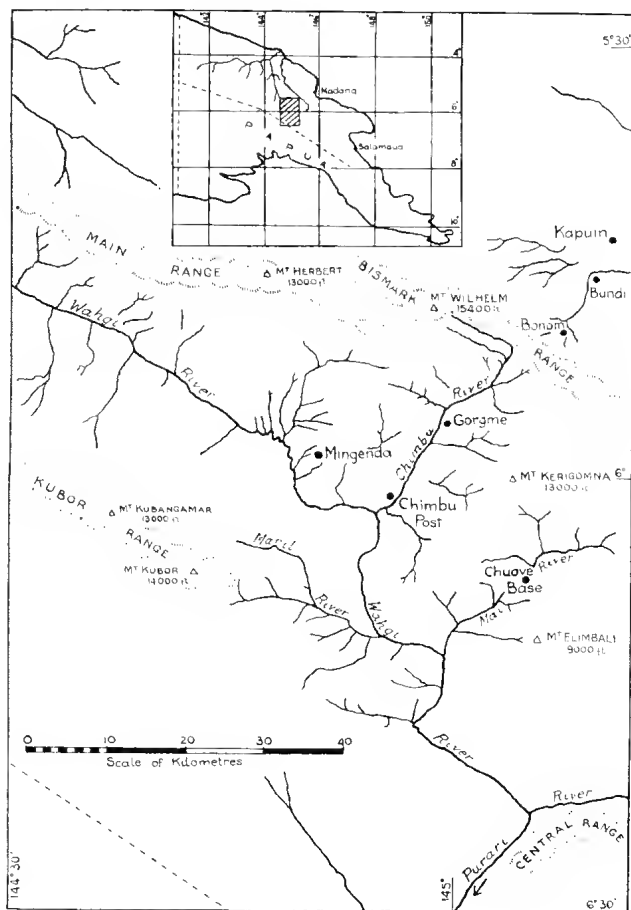 5°30'
Madang
Salamaua
P A P U A
Kapuin
MAIN RANGE
MT HERBERT
13000 ft
BISMARK RANGE
MT WILHELM
15400 ft
Bundi
Bonom
Wahgi River
Chimbu River
Gorgme
Mingenda
6°
MT KERIGOMNA
13000 ft
Chimbu
Post
KUBOR RANGE
MT KUBANGAMAR
13000 ft
MT KUBOR
14000 ft
Maril River
Wahgi River
Chuave
Base
Mai River
MT ELIMBALI
9000 ft
0 10 20 30 40
Scale of Kilometres
River
Purari
CENTRAL RANGE
144°30'
145°
6°30'